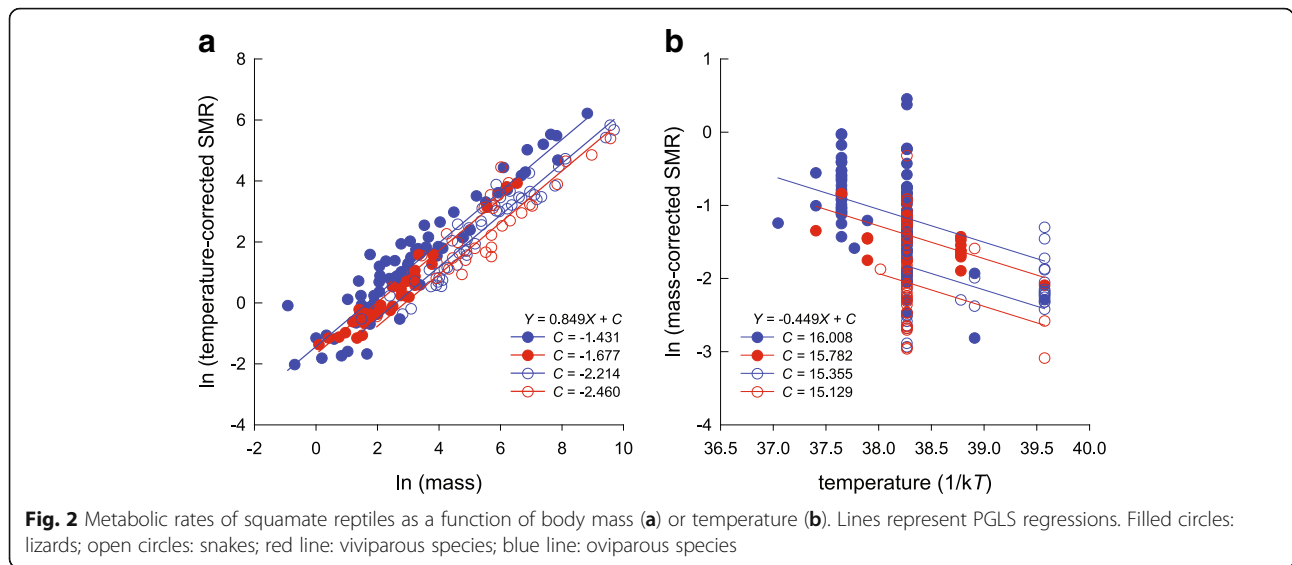 a
8
6
4
2
0
-2
-4
ln (temperature-corrected SMR)
-2 0 2 4 6 8 10
ln (mass)
Y = 0.849X + C
C = -1.431
C = -1.677
C = -2.214
C = -2.460
b
1
0
-1
-2
-3
-4
ln (mass-corrected SMR)
36.5 37.0 37.5 38.0 38.5 39.0 39.5 40.0
temperature (1/kT)
Y = -0.449X + C
C = 16.008
C = 15.782
C = 15.355
C = 15.129
Fig. 2 Metabolic rates of squamate reptiles as a function of body mass (a) or temperature (b). Lines represent PGLS regressions. Filled circles:
lizards; open circles: snakes; red line: viviparous species; blue line: oviparous species